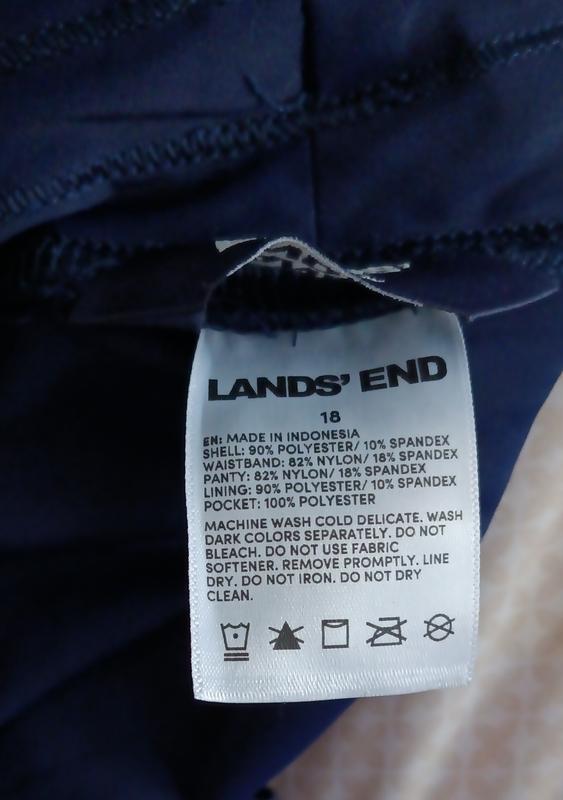 LANDS' END
18
EN: MADE IN INDONESIA
SHELL: 90% POLYESTER/ 10% SPANDEX
WAISTBAND: 82% NYLON/ 18% SPANDEX
PANTY: 82% NYLON/ 18% SPANDEX
LINING: 90% POLYESTER/ 10% SPANDEX
POCKET: 100% POLYESTER
MACHINE WASH COLD DELICATE. WASH
DARK COLORS SEPARATELY. DO NOT
BLEACH. DO NOT USE FABRIC
SOFTENER. REMOVE PROMPTLY. LINE
DRY. DO NOT IRON. DO NOT DRY
CLEAN.